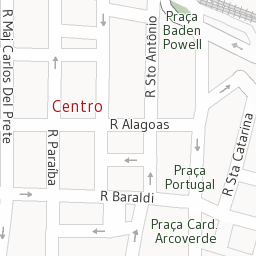 Praça
Baden
Powell
R Sto Antônio
R Maj Carlos Del Prete
Centro
R Alagoas
R Paraíba
R Sta Catarina
Praça
Portugal
R Baraldi
Praça Card.
Arcoverde